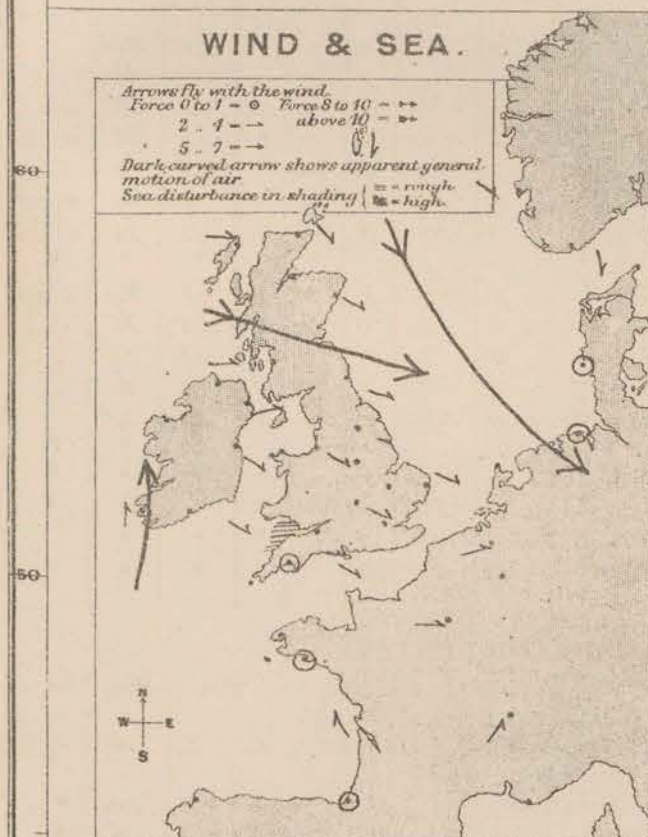 WIND & SEA.
Arrows fly with the wind.
Force 0 to 1 = ⊙ Force 8 to 10 =
2 .. 4 = above 10 =
5 .. 7 =
Dark curved arrow shows apparent general
motion of air.
Sea disturbance in shading { = rough
= high.
60
50
N
W E
S